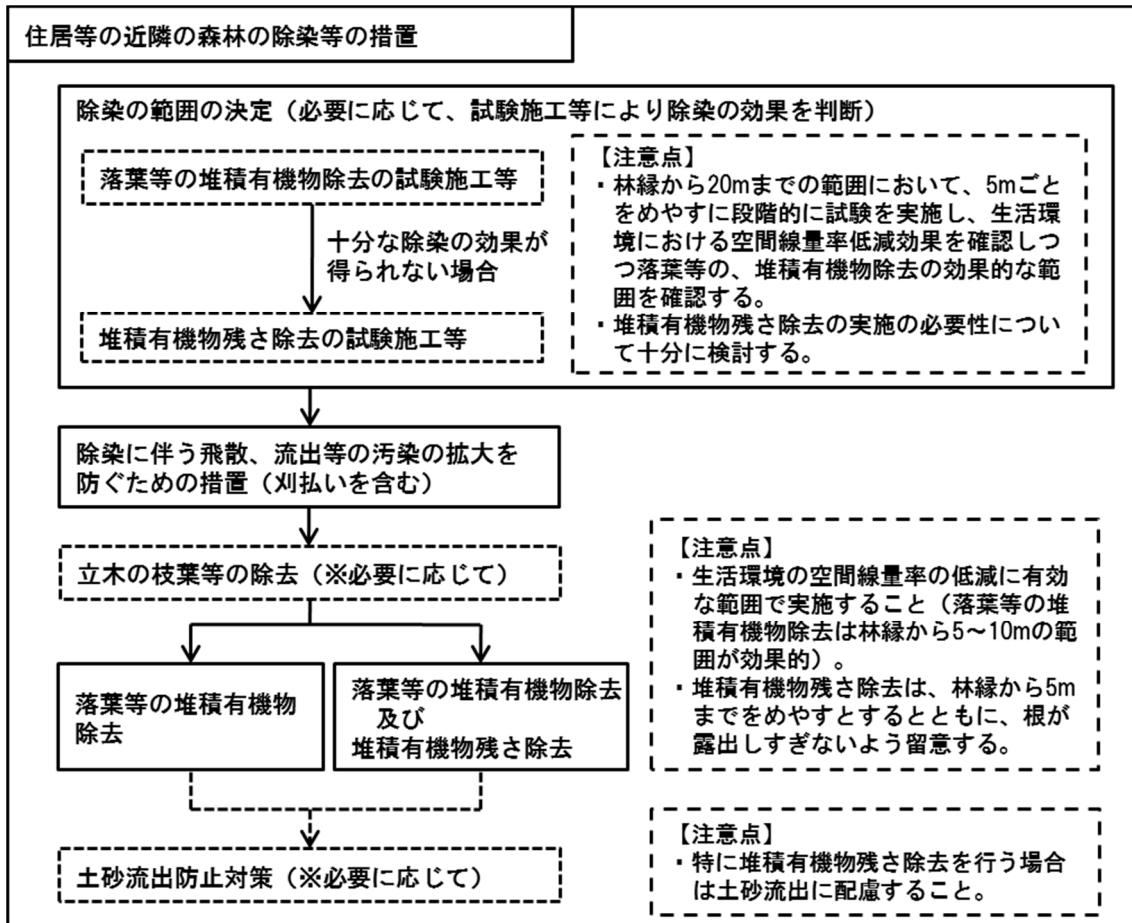 住居等の近隣の森林の除染等の措置
除染の範囲の決定（必要に応じて、試験施工等により除染の効果を判断）
落葉等の堆積有機物除去の試験施工等
十分な除染の効果が
得られない場合
堆積有機物残さ除去の試験施工等
【注意点】
・林縁から20mまでの範囲において、5mごと
をめやすに段階的に試験を実施し、生活環
境における空間線量率低減効果を確認しつ
つ落葉等の、堆積有機物除去の効果的な範
囲を確認する。
・堆積有機物残さ除去の実施の必要性につい
て十分に検討する。
除染に伴う飛散、流出等の汚染の拡大を
防ぐための措置（刈払いを含む）
立木の枝葉等の除去（※必要に応じて）
落葉等の堆積有機物
除去
落葉等の堆積有機物除去
及び
堆積有機物残さ除去
【注意点】
・生活環境の空間線量率の低減に有効
な範囲で実施すること（落葉等の堆
積有機物除去は林縁から5～10mの範
囲が効果的）。
・堆積有機物残さ除去は、林縁から5m
までをめやすとするとともに、根が
露出しすぎないよう留意する。
土砂流出防止対策（※必要に応じて）
【注意点】
・特に堆積有機物残さ除去を行う場合
は土砂流出に配慮すること。